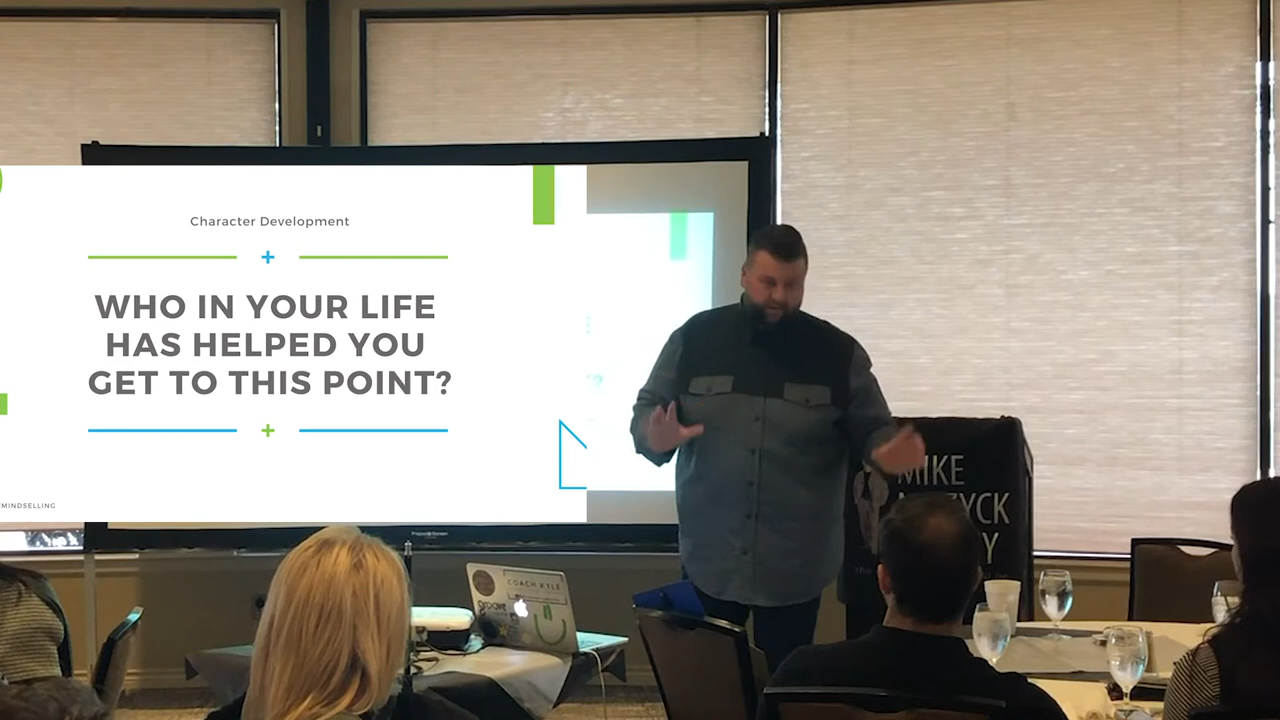 Character Development
WHO IN YOUR LIFE
HAS HELPED YOU
GET TO THIS POINT?
MINDSELLING
COACH KYLE
MIKE